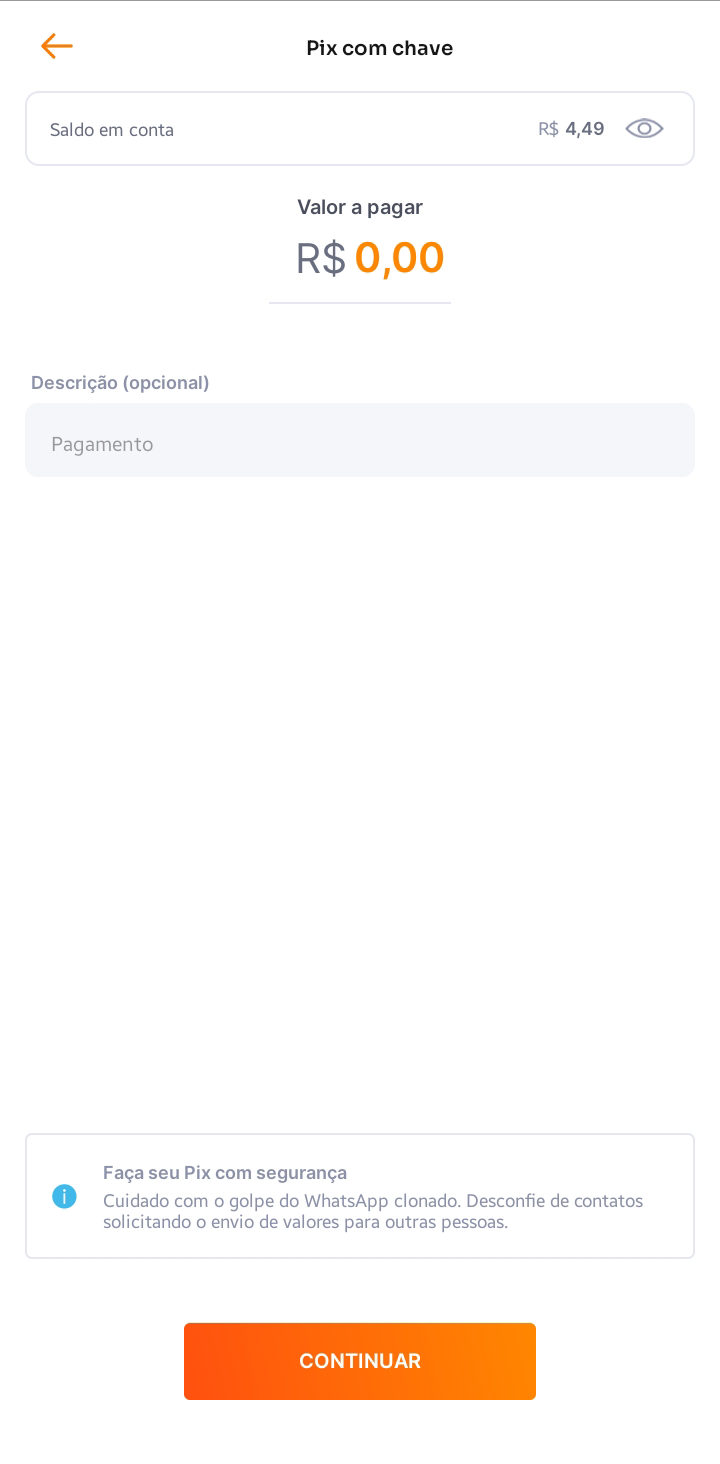 Pix com chave
Saldo em conta R$ 4,49
Valor a pagar
R$ 0,00
Descrição (opcional)
Pagamento
Faça seu Pix com segurança
Cuidado com o golpe do WhatsApp clonado. Desconfie de contatos
solicitando o envio de valores para outras pessoas.
CONTINUAR